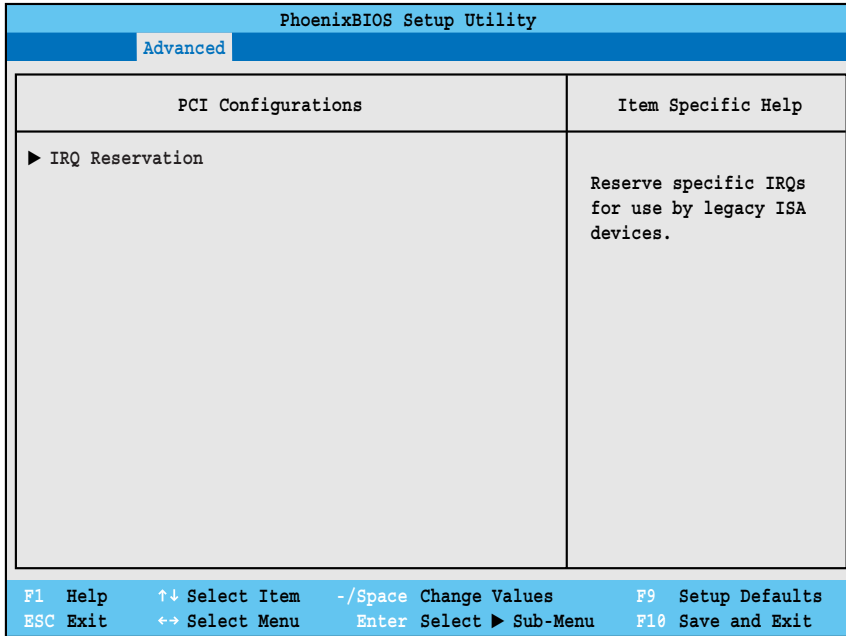 PhoenixBIOS Setup Utility
Advanced
PCI Configurations
Item Specific Help
▶ IRQ Reservation
Reserve specific IRQs
for use by legacy ISA
devices.
F1 Help ↑↓ Select Item -/Space Change Values F9 Setup Defaults
ESC Exit ←→ Select Menu Enter Select ▶ Sub-Menu F10 Save and Exit